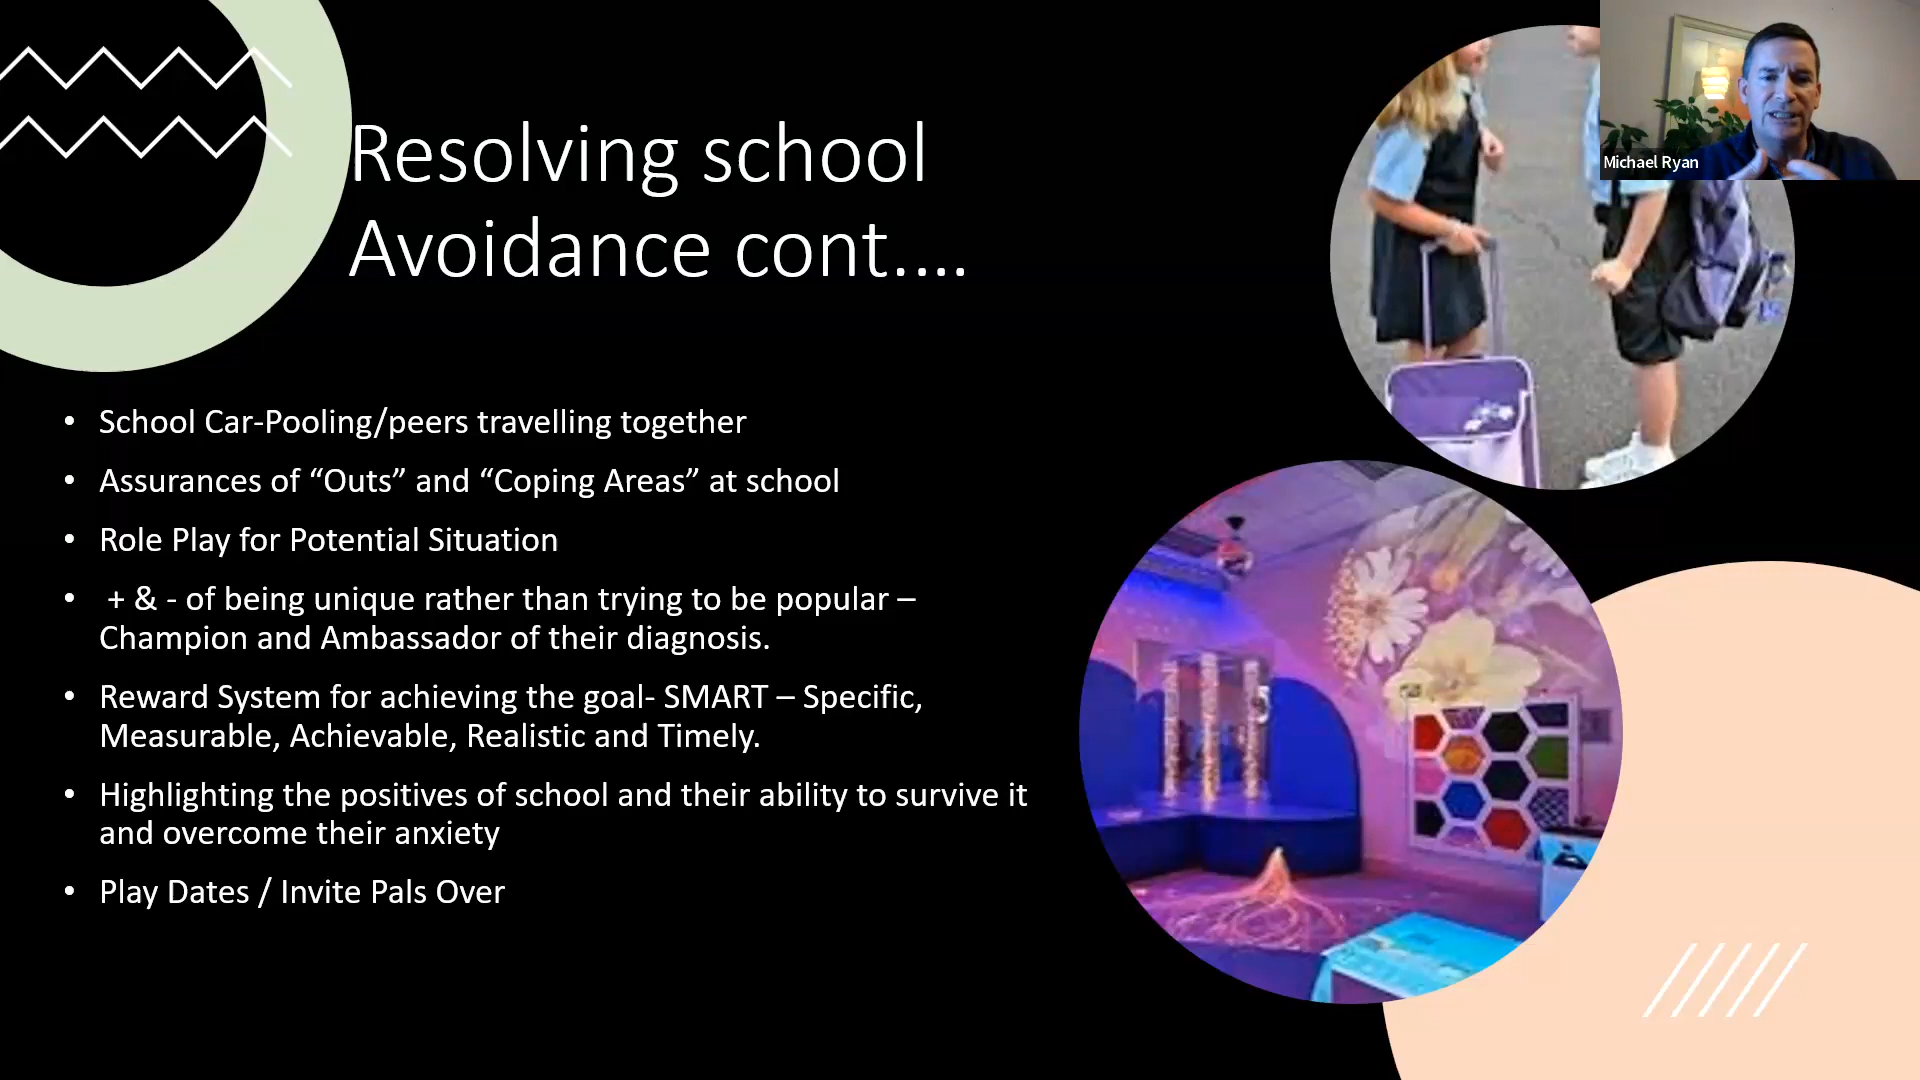 Resolving school
Avoidance cont....
Michael Ryan
• School Car-Pooling/peers travelling together
• Assurances of “Outs” and “Coping Areas” at school
• Role Play for Potential Situation
• + & - of being unique rather than trying to be popular –
Champion and Ambassador of their diagnosis.
• Reward System for achieving the goal- SMART – Specific,
Measurable, Achievable, Realistic and Timely.
• Highlighting the positives of school and their ability to survive it
and overcome their anxiety
• Play Dates / Invite Pals Over